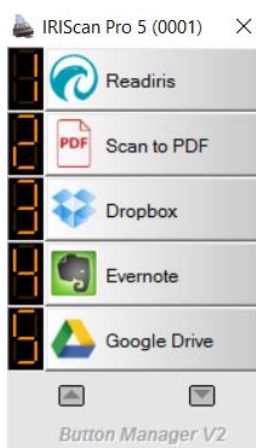 IRIScan Pro 5 (0001)
1 Readiris
2 PDF Scan to PDF
3 Dropbox
4 Evernote
5 Google Drive
Button Manager V2